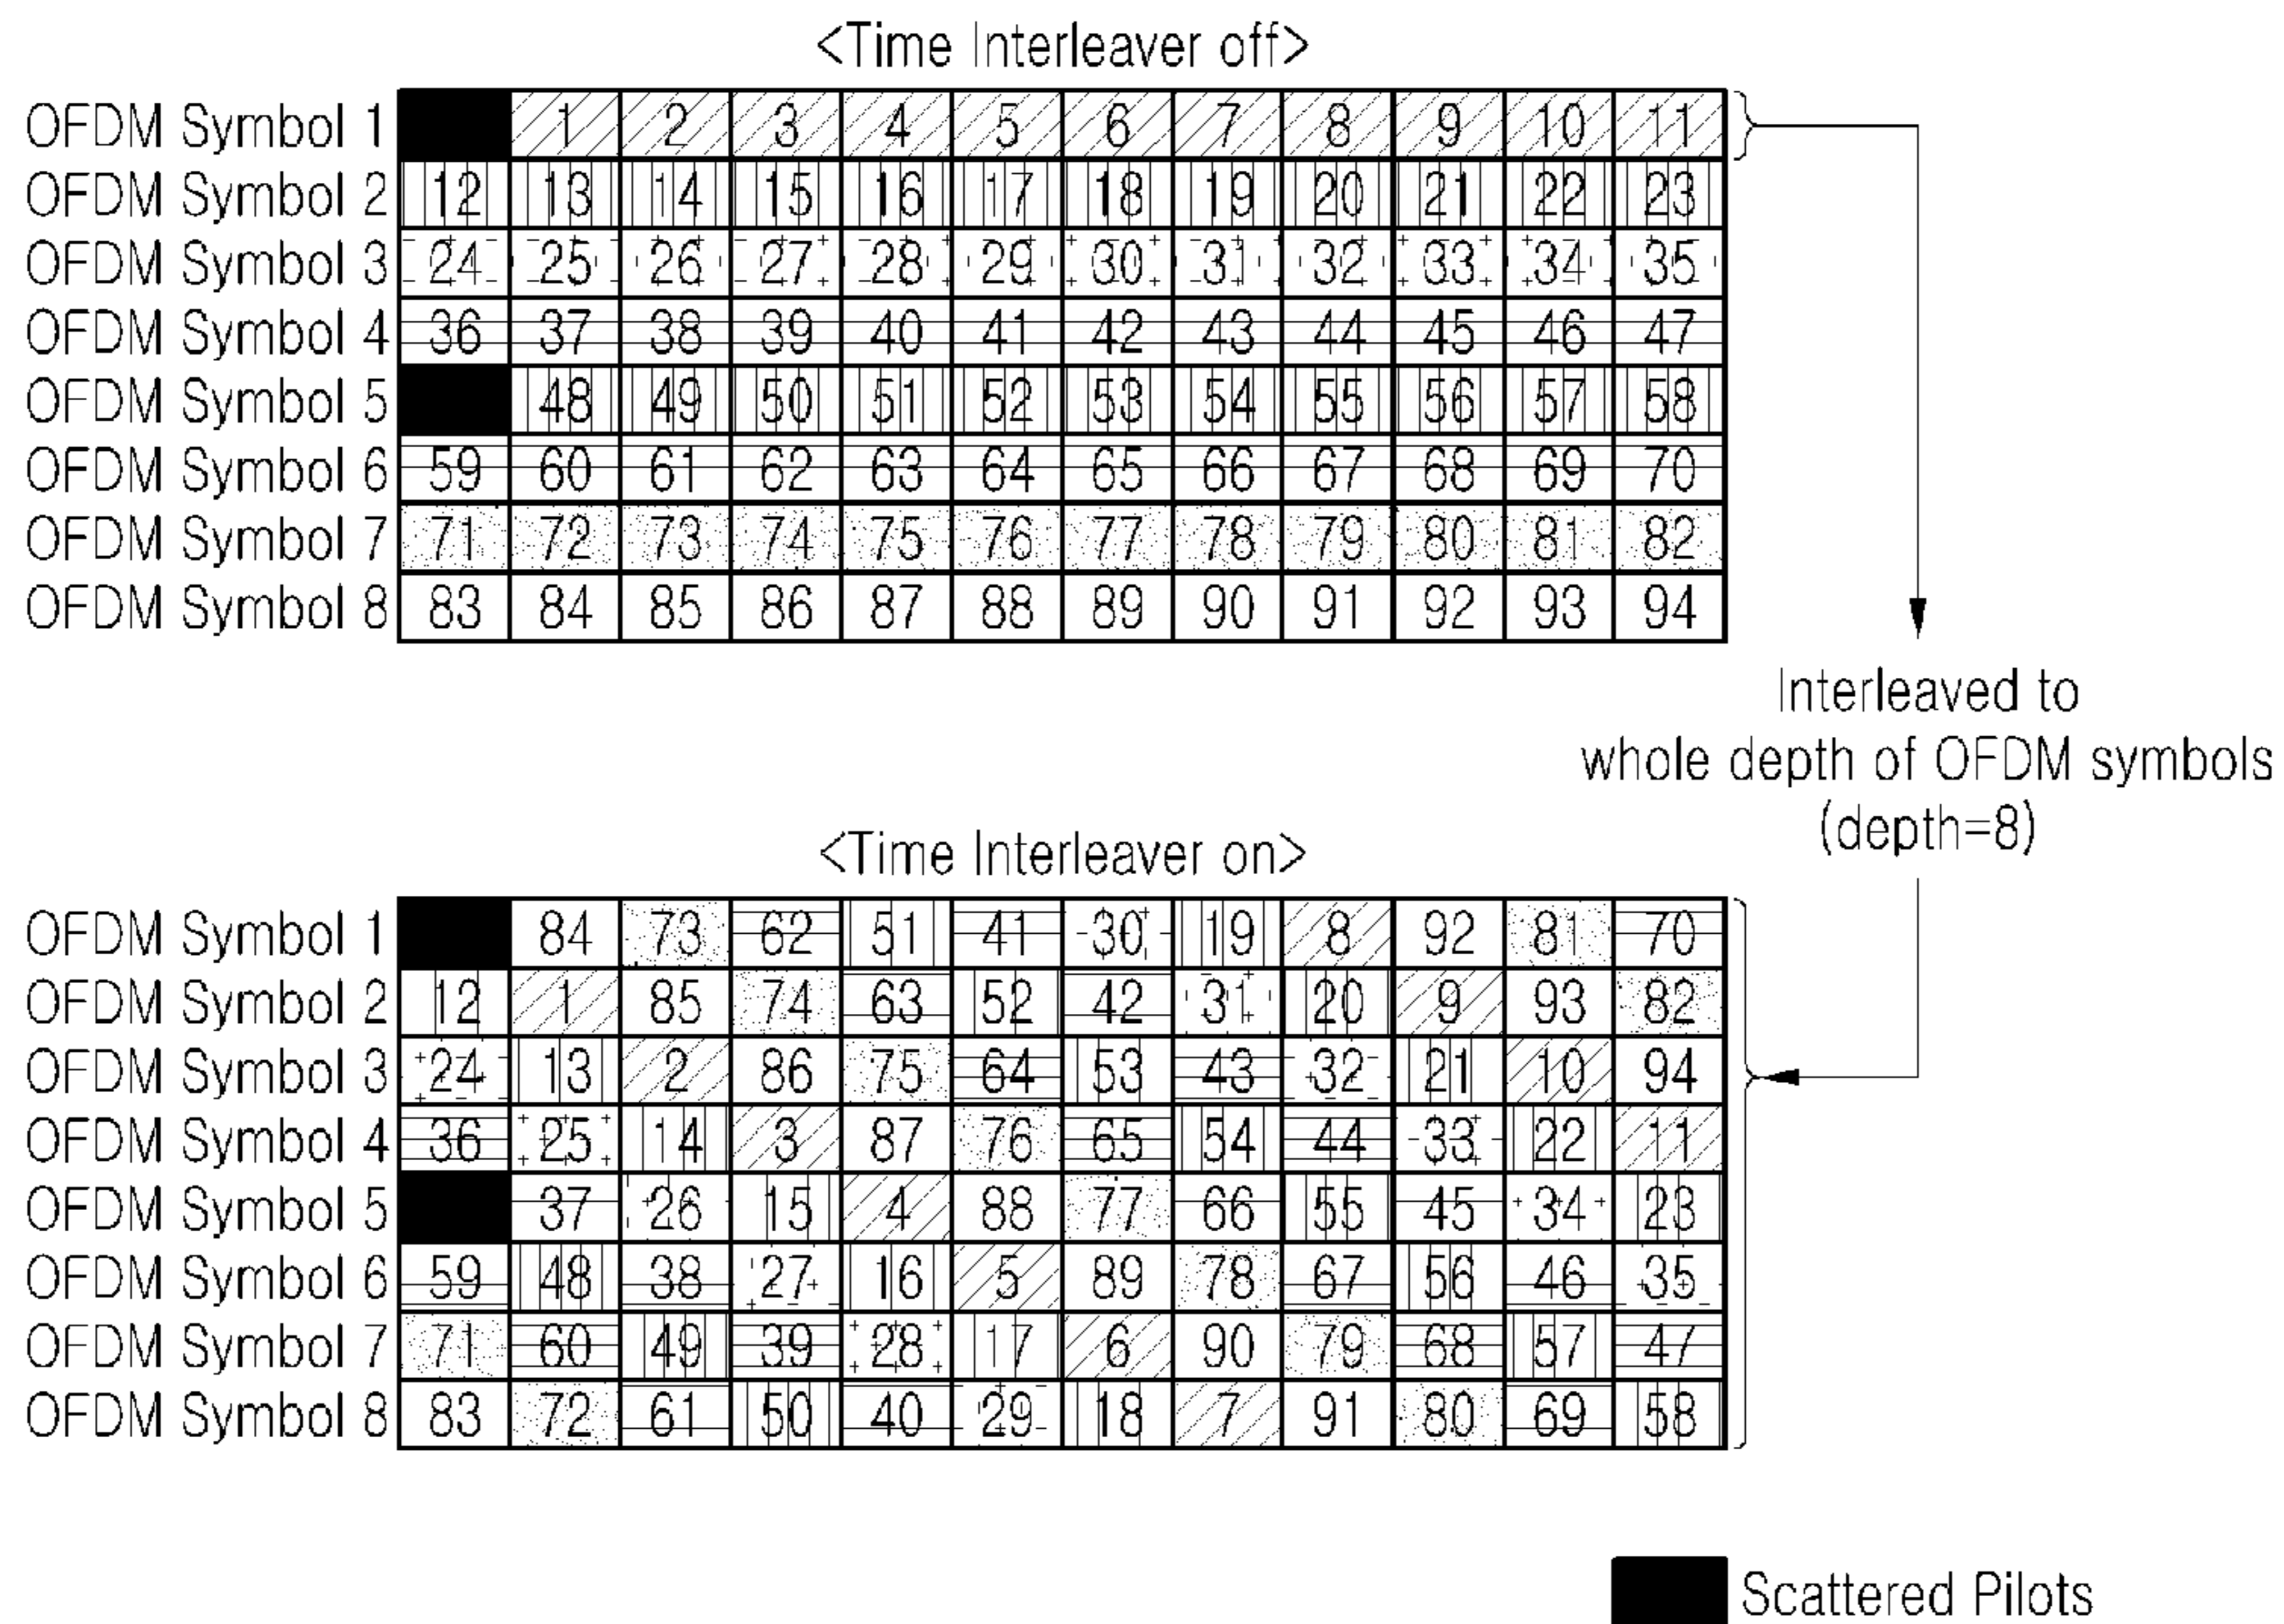 <Time Interleaver off>
OFDM Symbol 1 1 2 3 4 5 6 7 8 9 10 11
OFDM Symbol 2 12 13 14 15 16 17 18 19 20 21 22 23
OFDM Symbol 3 24 25 26 27 28 29 30 31 32 33 34 35
OFDM Symbol 4 36 37 38 39 40 41 42 43 44 45 46 47
OFDM Symbol 5 48 49 50 51 52 53 54 55 56 57 58
OFDM Symbol 6 59 60 61 62 63 64 65 66 67 68 69 70
OFDM Symbol 7 71 72 73 74 75 76 77 78 79 80 81 82
OFDM Symbol 8 83 84 85 86 87 88 89 90 91 92 93 94
Interleaved to
whole depth of OFDM symbols
(depth=8)
<Time Interleaver on>
OFDM Symbol 1 84 73 62 51 41 30 19 8 92 81 70
OFDM Symbol 2 12 1 85 74 63 52 42 31 20 9 93 82
OFDM Symbol 3 24 13 2 86 75 64 53 43 32 21 10 94
OFDM Symbol 4 36 25 14 3 87 76 65 54 44 33 22 11
OFDM Symbol 5 37 26 15 4 88 77 66 55 45 34 23
OFDM Symbol 6 59 48 38 27 16 5 89 78 67 56 46 35
OFDM Symbol 7 71 60 49 39 28 17 6 90 79 68 57 47
OFDM Symbol 8 83 72 61 50 40 29 18 7 91 80 69 58
Scattered Pilots